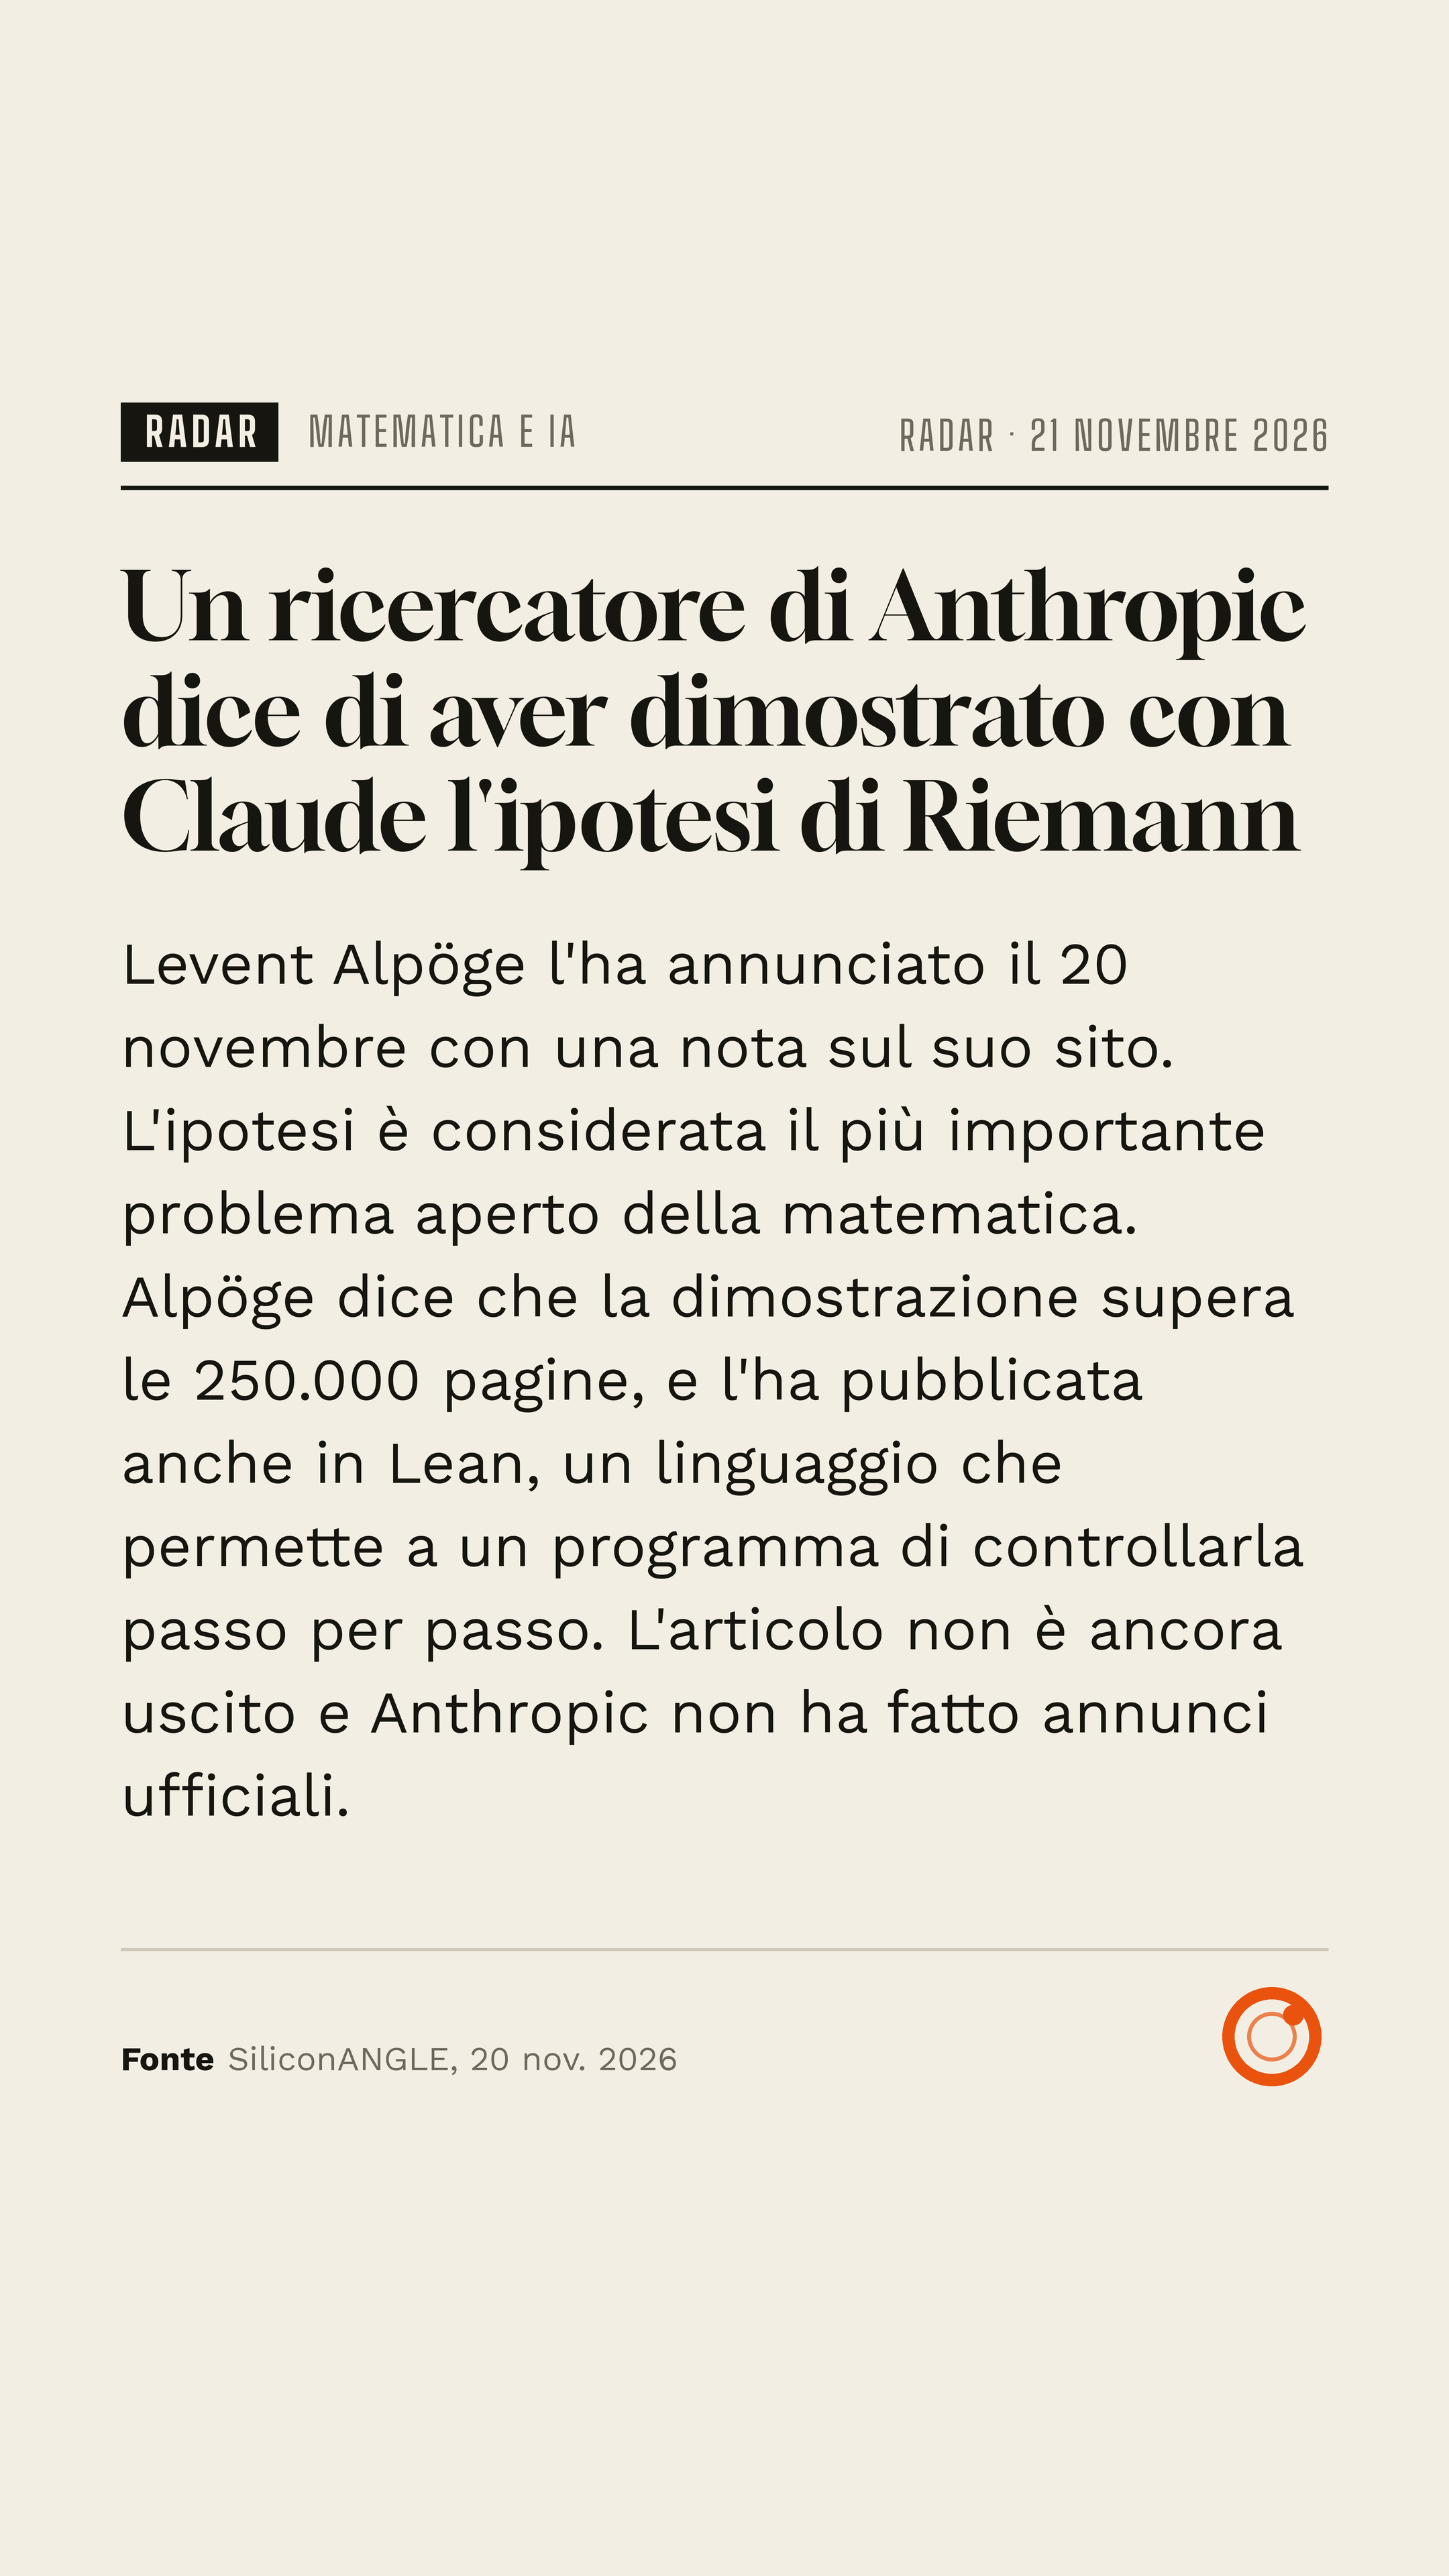 RADAR MATEMATICA E IA RADAR · 21 NOVEMBRE 2026
Un ricercatore di Anthropic
dice di aver dimostrato con
Claude l'ipotesi di Riemann
Levent Alpöge l'ha annunciato il 20
novembre con una nota sul suo sito.
L'ipotesi è considerata il più importante
problema aperto della matematica.
Alpöge dice che la dimostrazione supera
le 250.000 pagine, e l'ha pubblicata
anche in Lean, un linguaggio che
permette a un programma di controllarla
passo per passo. L'articolo non è ancora
uscito e Anthropic non ha fatto annunci
ufficiali.
Fonte SiliconANGLE, 20 nov. 2026